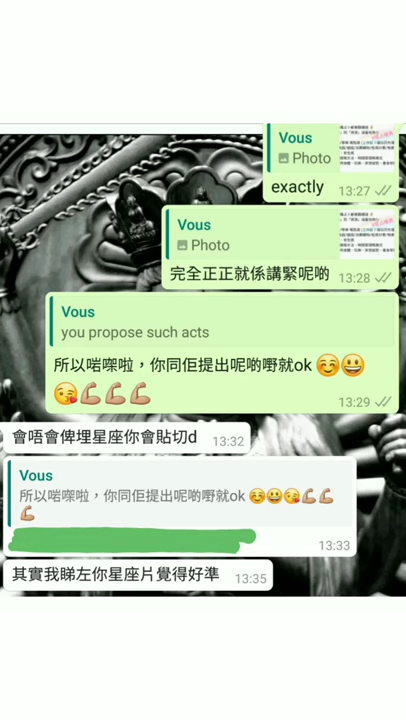 Vous
Photo
exactly 13:27
Vous
Photo
完全正正就係講緊呢啲 13:28
Vous
you propose such acts
所以啱㗎啦，你同佢提出呢啲嘢就ok ☺️😃
😘💪🏼💪🏼💪🏼 13:29
會唔會俾埋星座你會貼切d 13:32
Vous
所以啱㗎啦，你同佢提出呢啲嘢就ok ☺️😃😘💪🏼💪🏼
💪🏼
13:33
其實我睇左你星座片覺得好準 13:35